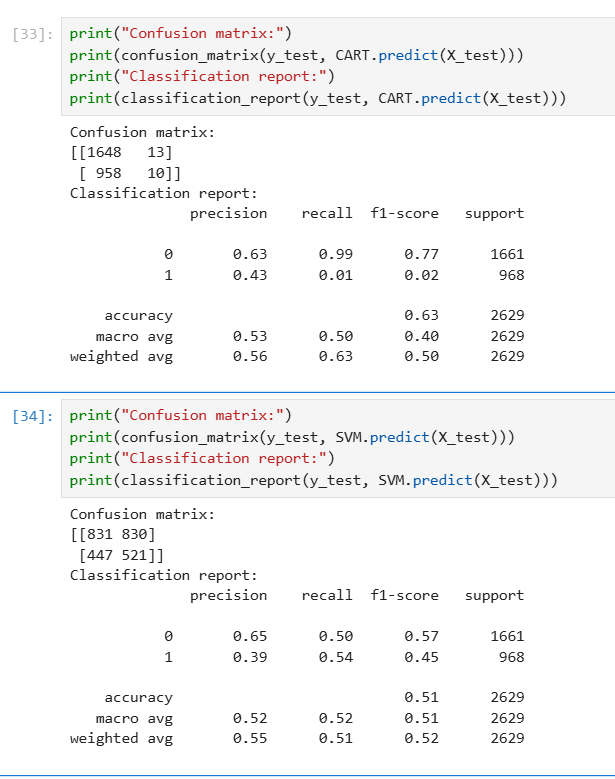 [33]: print("Confusion matrix:")
print(confusion_matrix(y_test, CART.predict(X_test)))
print("Classification report:")
print(classification_report(y_test, CART.predict(X_test)))
Confusion matrix:
[[1648   13]
 [ 958   10]]
Classification report:
              precision    recall  f1-score   support

           0       0.63      0.99      0.77      1661
           1       0.43      0.01      0.02       968

    accuracy                           0.63      2629
   macro avg       0.53      0.50      0.40      2629
weighted avg       0.56      0.63      0.50      2629

[34]: print("Confusion matrix:")
print(confusion_matrix(y_test, SVM.predict(X_test)))
print("Classification report:")
print(classification_report(y_test, SVM.predict(X_test)))
Confusion matrix:
[[831 830]
 [447 521]]
Classification report:
              precision    recall  f1-score   support

           0       0.65      0.50      0.57      1661
           1       0.39      0.54      0.45       968

    accuracy                           0.51      2629
   macro avg       0.52      0.52      0.51      2629
weighted avg       0.55      0.51      0.52      2629